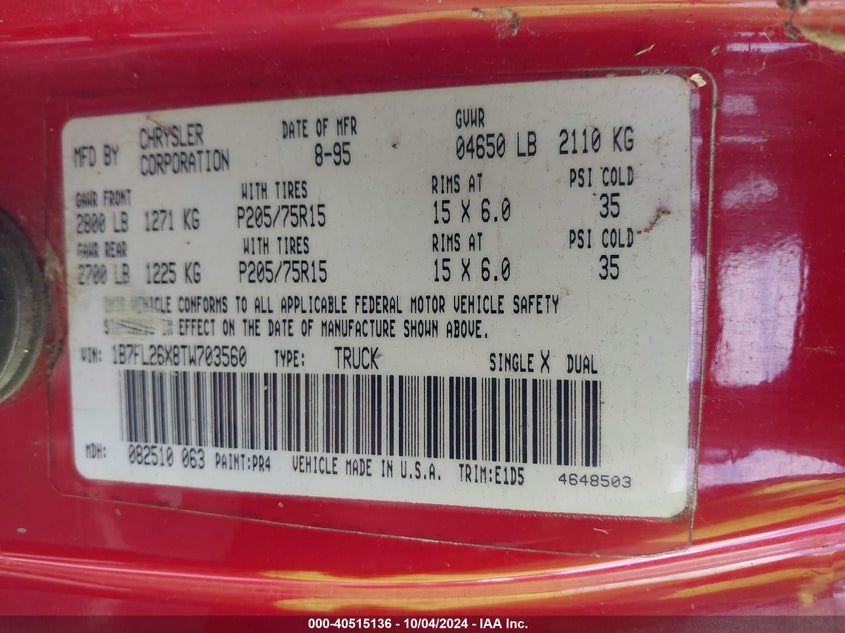 MFD BY CHRYSLER CORPORATION DATE OF MFR 8-95 GVWR 04650 LB 2110 KG
GAWR FRONT WITH TIRES RIMS AT PSI COLD
2800 LB 1271 KG P205/75R15 15 X 6.0 35
GAWR REAR WITH TIRES RIMS AT PSI COLD
2700 LB 1225 KG P205/75R15 15 X 6.0 35
THIS VEHICLE CONFORMS TO ALL APPLICABLE FEDERAL MOTOR VEHICLE SAFETY
IN EFFECT ON THE DATE OF MANUFACTURE SHOWN ABOVE.
VIN: 1B7FL26X8TW703560 TYPE: TRUCK SINGLE X DUAL
MDH: 082510 063 PAINT:PR4 VEHICLE MADE IN U.S.A. TRIM:E1D5 4648503
000-40515136 - 10/04/2024 - IAA Inc.